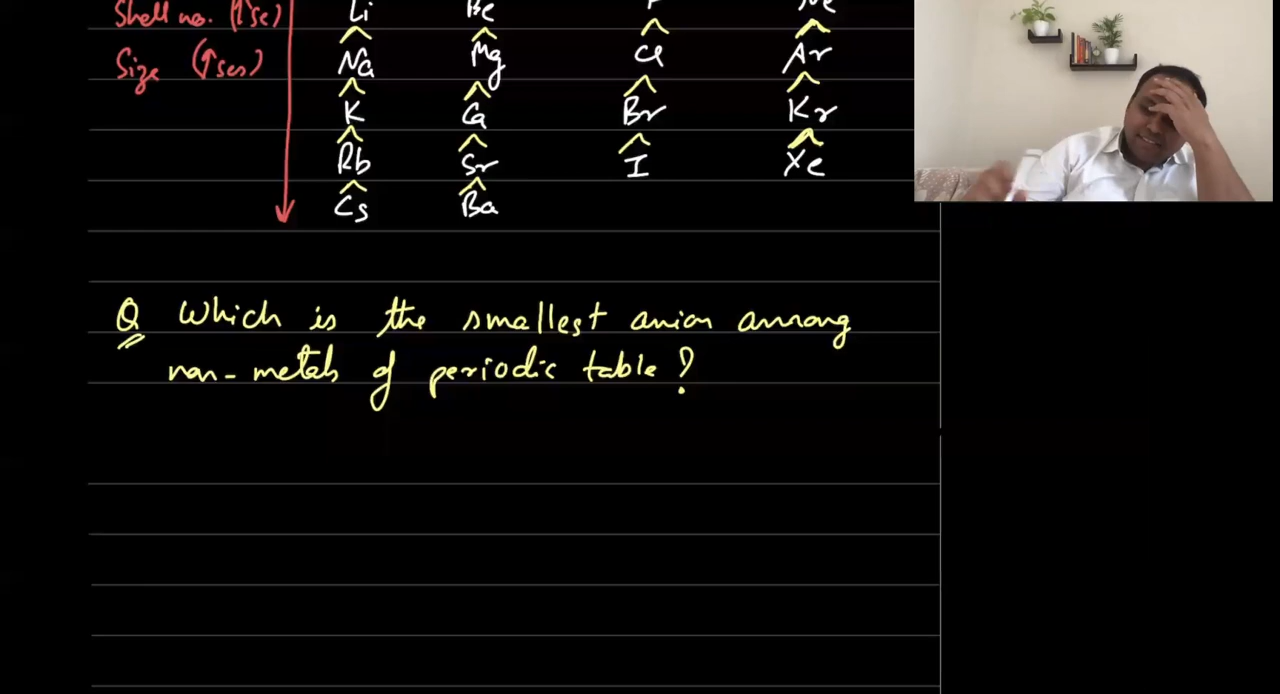 Shell no. (↑ses)
Li Be F Ne
Size (↑ses)
Na Mg Cl Ar
K Ca Br Kr
Rb Sr I Xe
Cs Ba
Q Which is the smallest anion among
non-metals of periodic table?